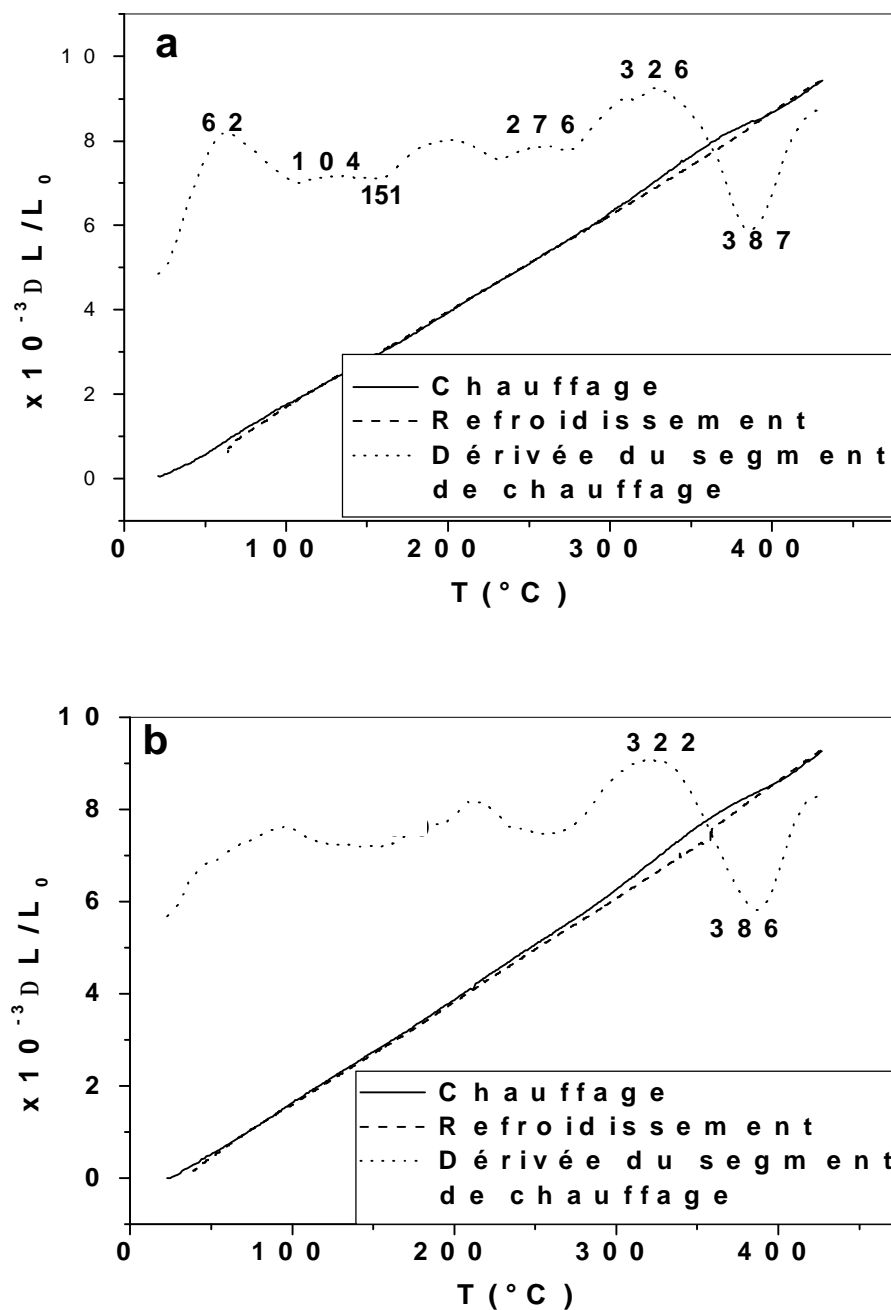 a
10
8
6
4
2
0
x10⁻³ D L/L₀
62
104
151
276
326
387
Chauffage
Refroidissement
Dérivée du segment
de chauffage
0 100 200 300 400
T (°C)
b
10
8
6
4
2
0
x10⁻³ D L/L₀
322
386
Chauffage
Refroidissement
Dérivée du segment
de chauffage
0 100 200 300 400
T (°C)